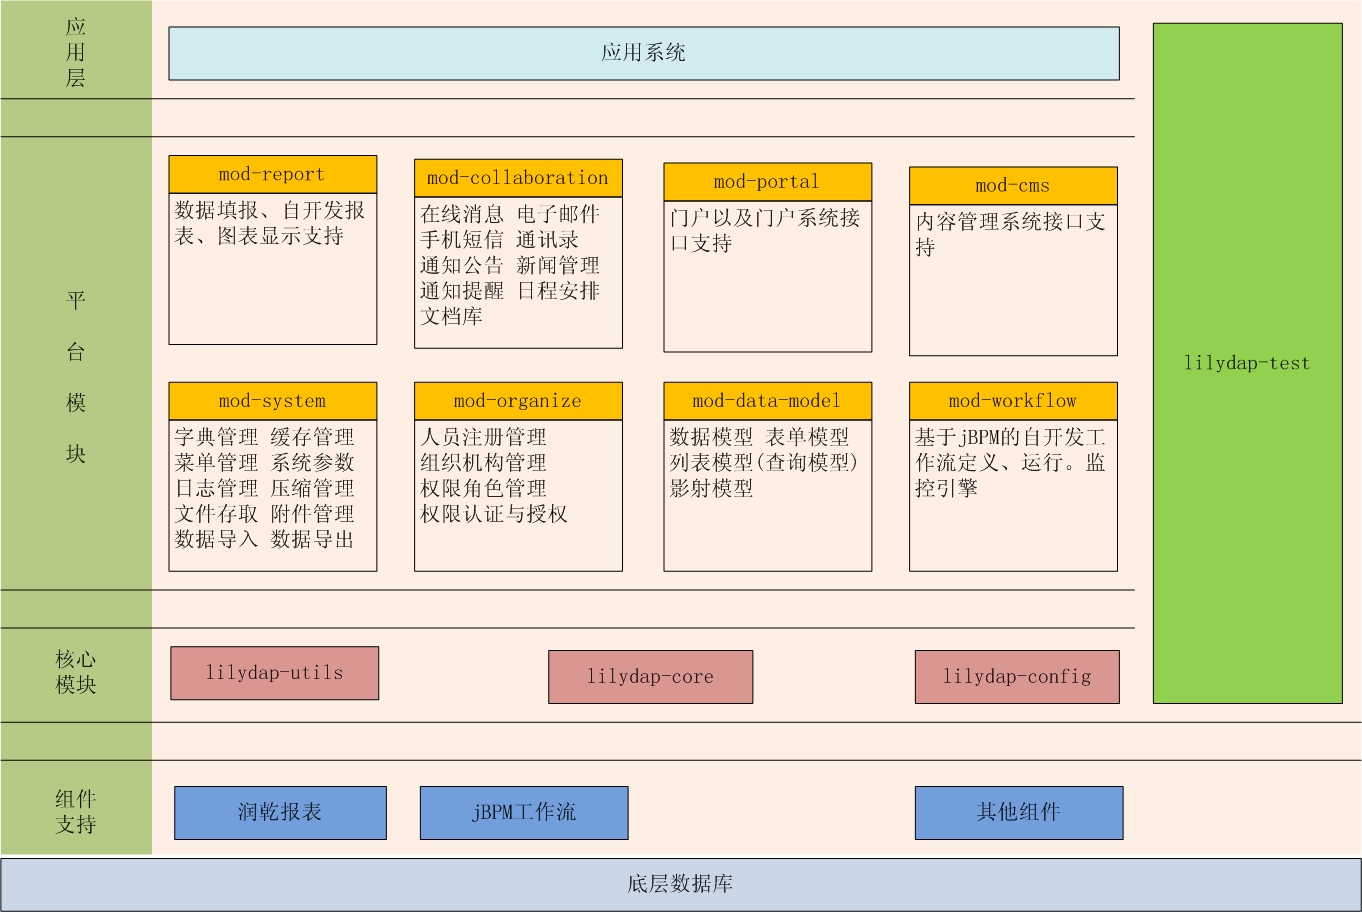 应
用
层
应用系统
lilydap-test
平
台
模
块
mod-report
数据填报、自开发报
表、图表显示支持
mod-collaboration
在线消息 电子邮件
手机短信 通讯录
通知公告 新闻管理
通知提醒 日程安排
文档库
mod-portal
门户以及门户系统接
口支持
mod-cms
内容管理系统接口支
持
mod-system
字典管理 缓存管理
菜单管理 系统参数
日志管理 压缩管理
文件存取 附件管理
数据导入 数据导出
mod-organize
人员注册管理
组织机构管理
权限角色管理
权限认证与授权
mod-data-model
数据模型 表单模型
列表模型(查询模型)
影射模型
mod-workflow
基于jBPM的自开发工
作流定义、运行。监
控引擎
核心
模块
lilydap-utils
lilydap-core
lilydap-config
组件
支持
润乾报表
jBPM工作流
其他组件
底层数据库